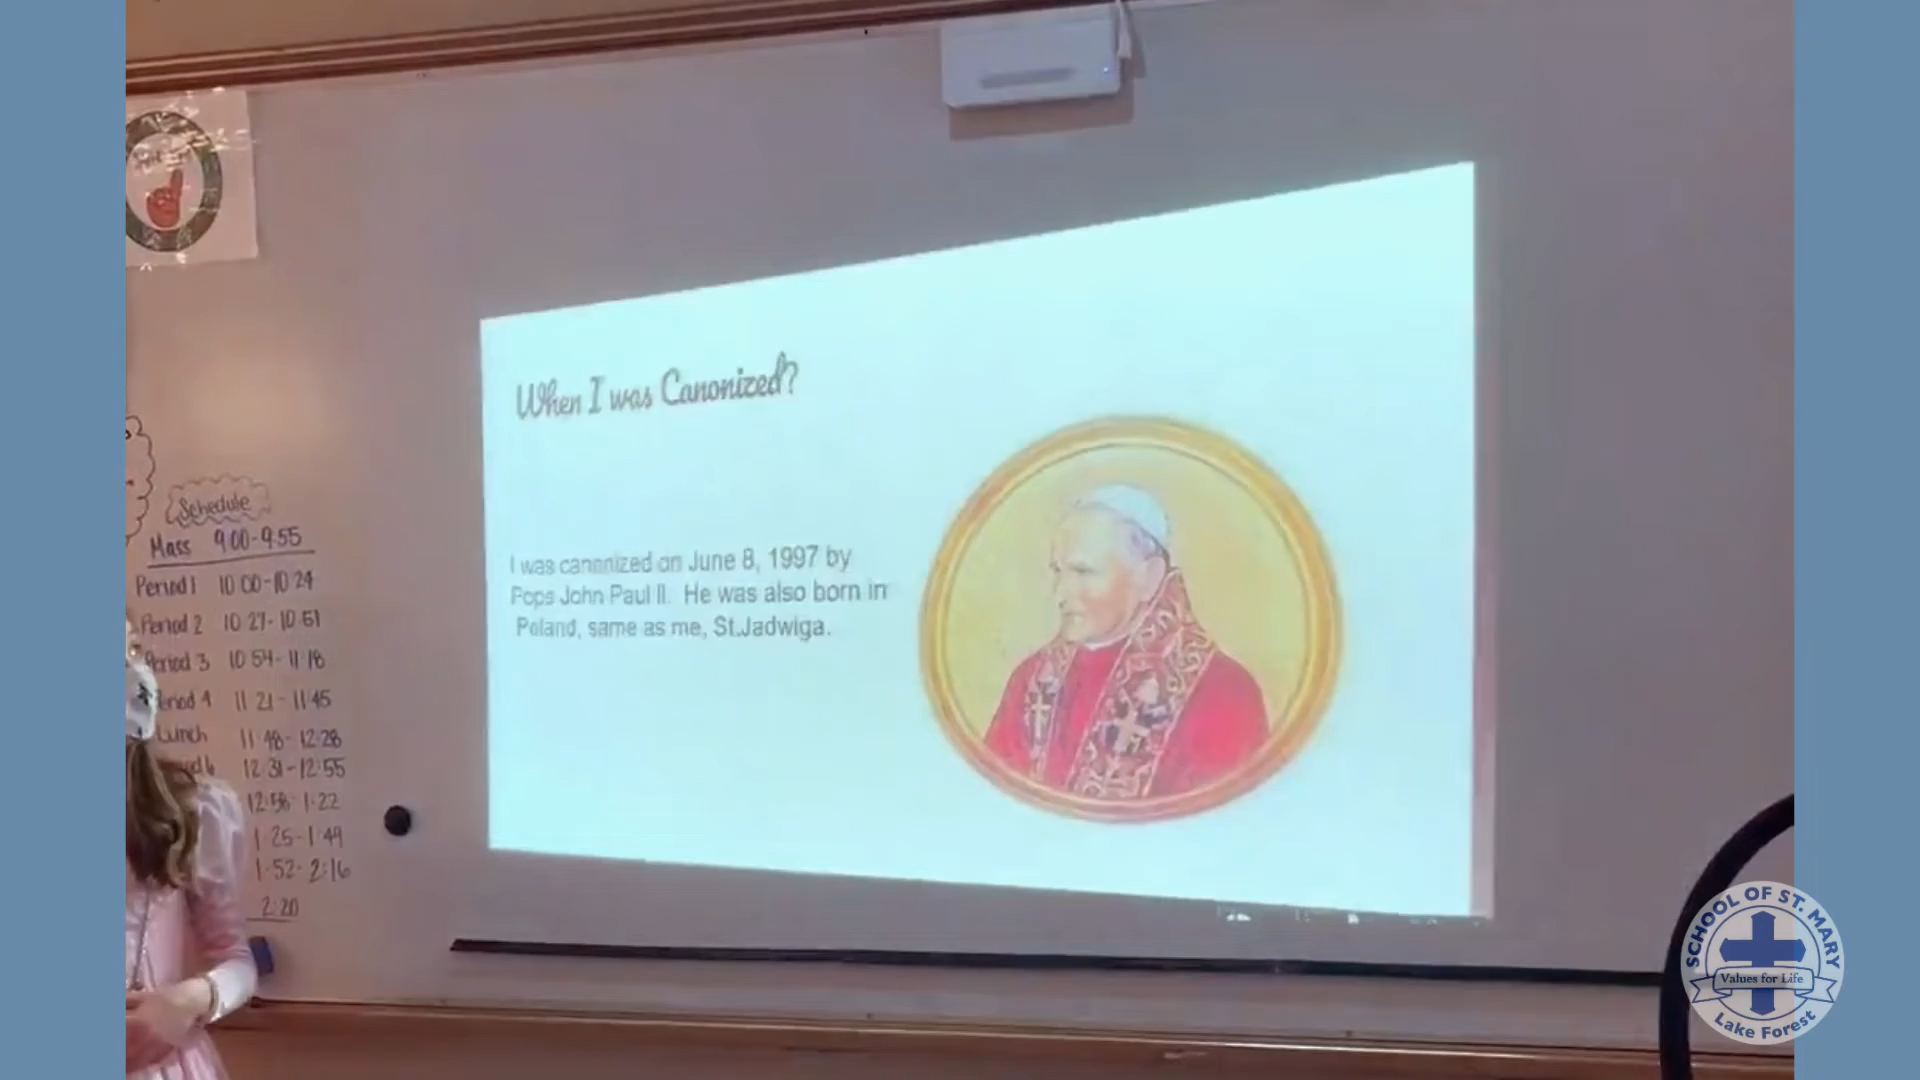 When I was Canonized?
I was canonized on June 8, 1997 by
Pope John Paul II. He was also born in
Poland, same as me, St.Jadwiga.
Schedule
Mass 9:00-9:55
Period 1 10:00-10:24
Period 2 10:27-10:51
Period 3 10:54-11:18
Period 4 11:21-11:45
Lunch 11:48-12:28
12:31-12:55
12:58-1:22
1:25-1:49
1:52-2:16
2:20
SCHOOL OF ST. MARY
Values for Life
Lake Forest